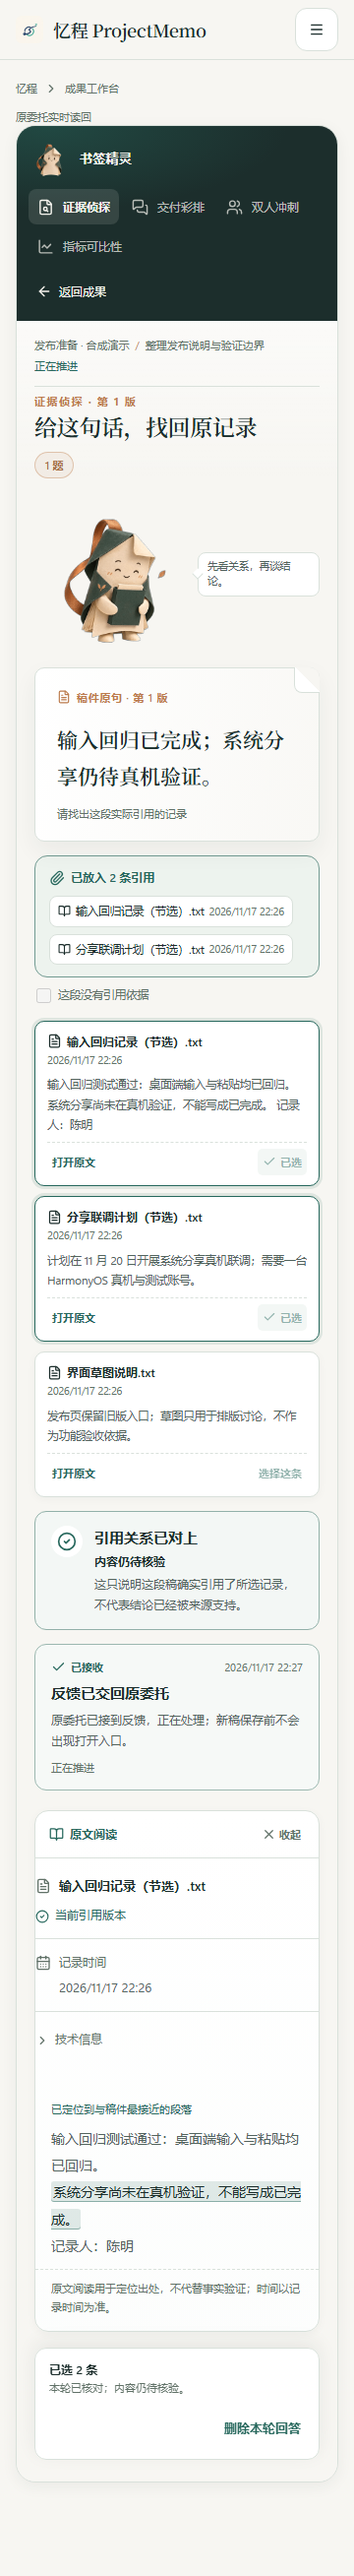 忆程 ProjectMemo
忆程 > 成果工作台
原委托实时读回
书签精灵
证据侦探 交付彩排 双人冲刺
指标可比性
← 返回成果
发布准备 · 合成演示 / 整理发布说明与验证边界
正在推进
证据侦探 · 第 1 版
给这句话，找回原记录
1 题
先看关系，再谈结
论。
稿件原句 · 第 1 版
输入回归已完成；系统分
享仍待真机验证。
请找出这段实际引用的记录
已放入 2 条引用
输入回归记录（节选）.txt 2026/11/17 22:26
分享联调计划（节选）.txt 2026/11/17 22:26
这段没有引用依据
输入回归记录（节选）.txt
2026/11/17 22:26
输入回归测试通过：桌面端输入与粘贴均已回归。
系统分享尚未在真机验证，不能写成已完成。 记录
人：陈明
打开原文 已选
分享联调计划（节选）.txt
2026/11/17 22:26
计划在 11 月 20 日开展系统分享真机联调；需要一台
HarmonyOS 真机与测试账号。
打开原文 已选
界面草图说明.txt
2026/11/17 22:26
发布页保留旧版入口；草图只用于排版讨论，不作
为功能验收依据。
打开原文 选择这条
引用关系已对上
内容仍待核验
这只说明这段稿确实引用了所选记录，
不代表结论已经被来源支持。
已接收 2026/11/17 22:27
反馈已交回原委托
原委托已接到反馈，正在处理；新稿保存前不会
出现打开入口。
正在推进
原文阅读 收起
输入回归记录（节选）.txt
当前引用版本
记录时间
2026/11/17 22:26
技术信息
已定位到与稿件最接近的段落
输入回归测试通过：桌面端输入与粘贴均
已回归。
系统分享尚未在真机验证，不能写成已完
成。
记录人：陈明
原文阅读用于定位出处，不代替事实验证；时间以记
录时间为准。
已选 2 条
本轮已核对；内容仍待核验。
删除本轮回答